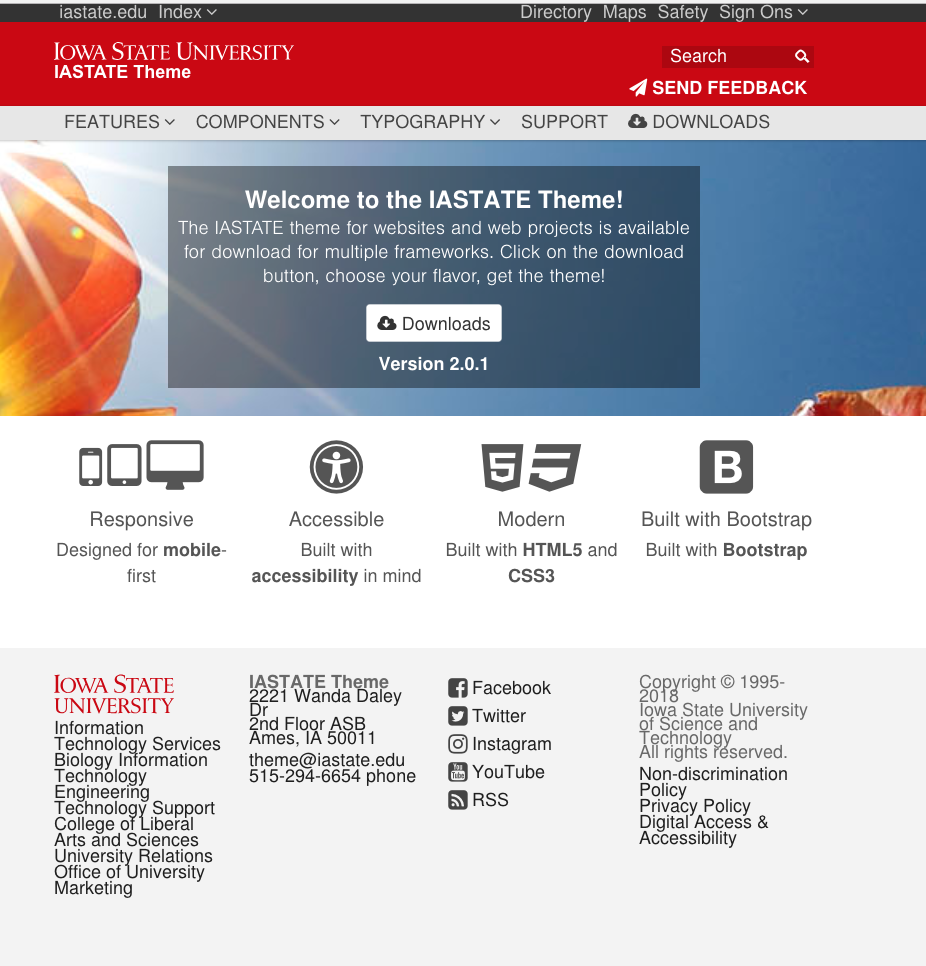 iastate.edu Index Directory Maps Safety Sign Ons
IOWA STATE UNIVERSITY
IASTATE Theme
Search
SEND FEEDBACK
FEATURES COMPONENTS TYPOGRAPHY SUPPORT DOWNLOADS
Welcome to the IASTATE Theme!
The IASTATE theme for websites and web projects is available
for download for multiple frameworks. Click on the download
button, choose your flavor, get the theme!
Downloads
Version 2.0.1
Responsive
Designed for mobile-
first
Accessible
Built with
accessibility in mind
5
Modern
Built with HTML5 and
CSS3
B
Built with Bootstrap
Built with Bootstrap
IOWA STATE
UNIVERSITY
Information
Technology Services
Biology Information
Technology
Engineering
Technology Support
College of Liberal
Arts and Sciences
University Relations
Office of University
Marketing
IASTATE Theme
2221 Wanda Daley
Dr
2nd Floor ASB
Ames, IA 50011
theme@iastate.edu
515-294-6654 phone
Facebook
Twitter
Instagram
You
Tube
YouTube
RSS
Copyright © 1995-
2018
Iowa State University
of Science and
Technology
All rights reserved.
Non-discrimination
Policy
Privacy Policy
Digital Access &
Accessibility